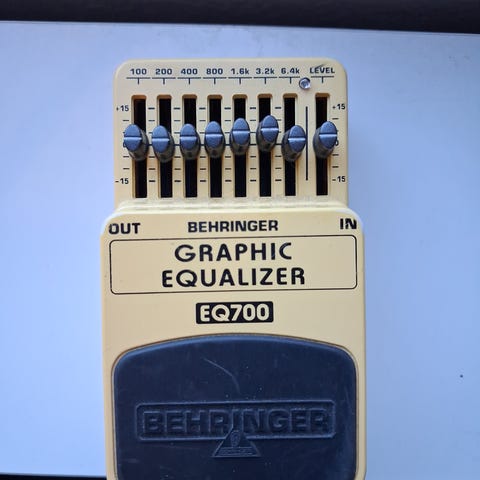 100 200 400 800 1.6k 3.2k 6.4k LEVEL
+15 +15
0
-15 -15
OUT BEHRINGER IN
GRAPHIC
EQUALIZER
EQ700
BEHRINGER